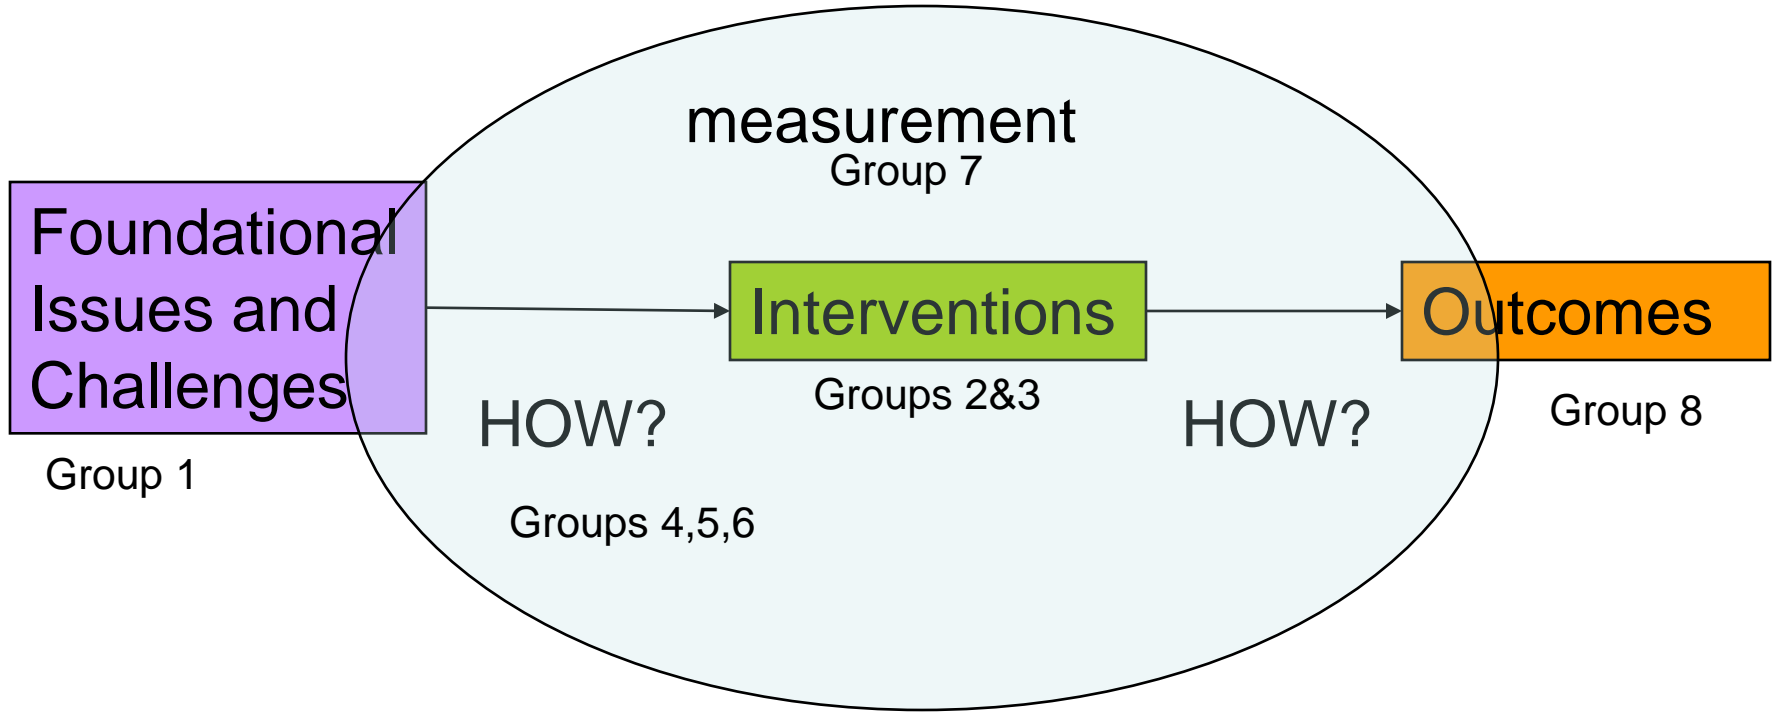 measurement
Group 7
Foundational
Issues and
Challenges
Group 1
Interventions
Groups 2&3
Outcomes
Group 8
HOW?
HOW?
Groups 4,5,6